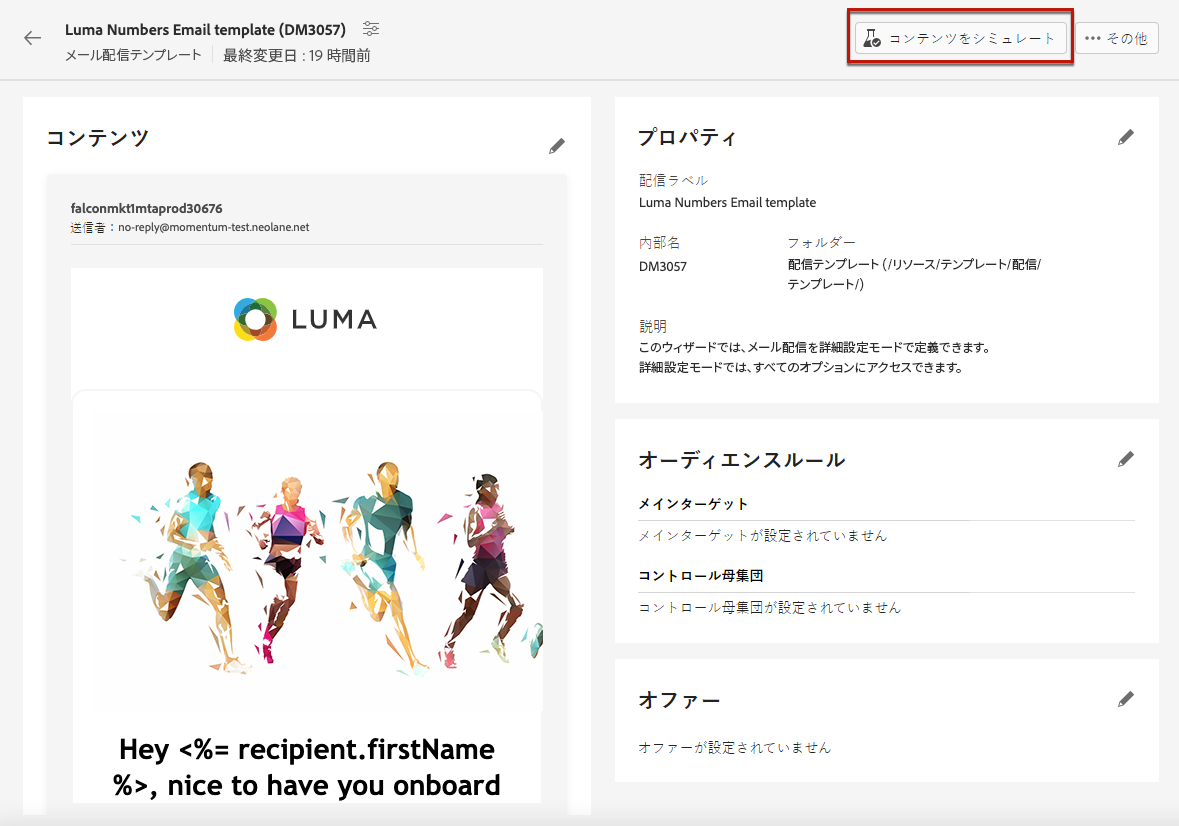 Luma Numbers Email template (DM3057)
メール配信テンプレート
最終変更日 : 19 時間前
コンテンツをシミュレート
その他
コンテンツ
falconmkt1mtaprod30676
送信者：no-reply@momentum-test.neolane.net
LUMA
Hey <%= recipient.firstName
%>, nice to have you onboard
プロパティ
配信ラベル
Luma Numbers Email template
内部名
DM3057
フォルダー
配信テンプレート (/リソース/テンプレート/配信/
テンプレート/)
説明
このウィザードでは、メール配信を詳細設定モードで定義できます。
詳細設定モードでは、すべてのオプションにアクセスできます。
オーディエンスルール
メインターゲット
メインターゲットが設定されていません
コントロール母集団
コントロール母集団が設定されていません
オファー
オファーが設定されていません